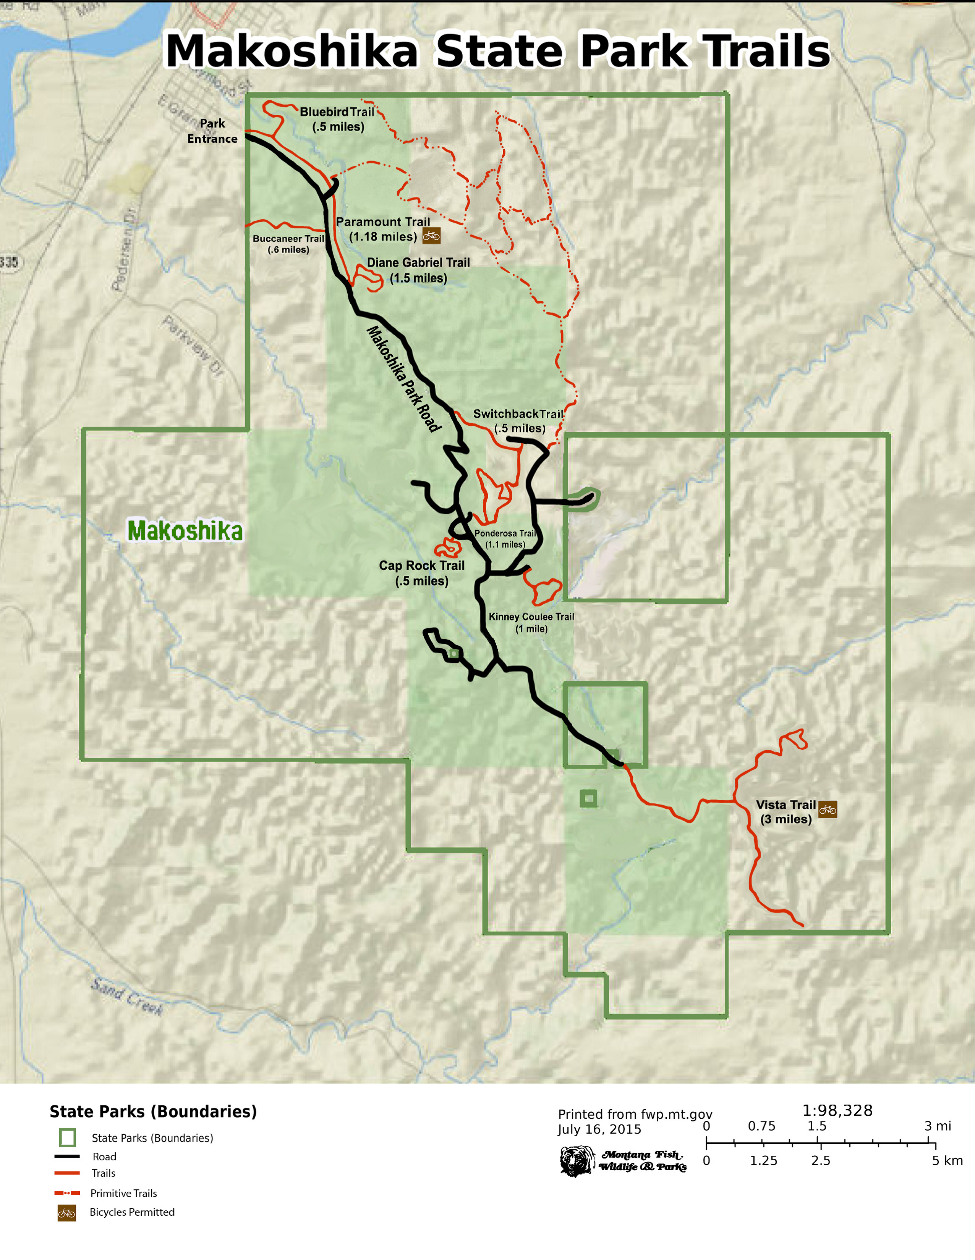 Makoshika State Park Trails
Park
Entrance
Bluebird Trail
(.5 miles)
Paramount Trail
(1.18 miles)
Buccaneer Trail
(.6 miles)
Diane Gabriel Trail
(1.5 miles)
Pedersen Dr
335
Parkview Dr
Makoshika Park Road
Switchback Trail
(.5 miles)
Makoshika
Ponderosa Trail
(1.1 miles)
Cap Rock Trail
(.5 miles)
Kinney Coulee Trail
(1 mile)
Vista Trail
(3 miles)
Sand Creek
State Parks (Boundaries)
State Parks (Boundaries)
Road
Trails
Primitive Trails
Bicycles Permitted
Printed from fwp.mt.gov
July 16, 2015
Montana Fish,
Wildlife & Parks
1:98,328
0 0.75 1.5 3 mi
0 1.25 2.5 5 km